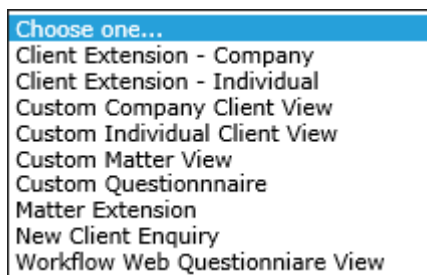 Choose one...
Client Extension - Company
Client Extension - Individual
Custom Company Client View
Custom Individual Client View
Custom Matter View
Custom Questionnnaire
Matter Extension
New Client Enquiry
Workflow Web Questionniare View